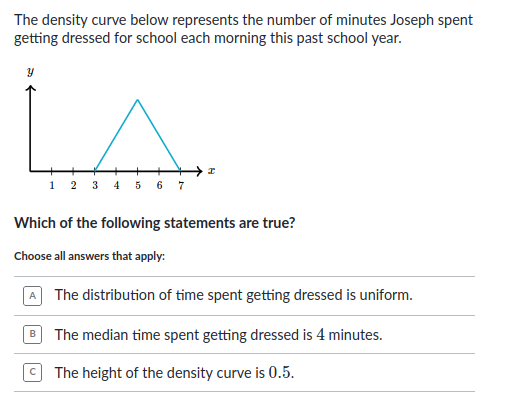 The density curve below represents the number of minutes Joseph spent
getting dressed for school each morning this past school year.
y
x
1 2 3 4 5 6 7
Which of the following statements are true?
Choose all answers that apply:
A The distribution of time spent getting dressed is uniform.
B The median time spent getting dressed is 4 minutes.
C The height of the density curve is 0.5.